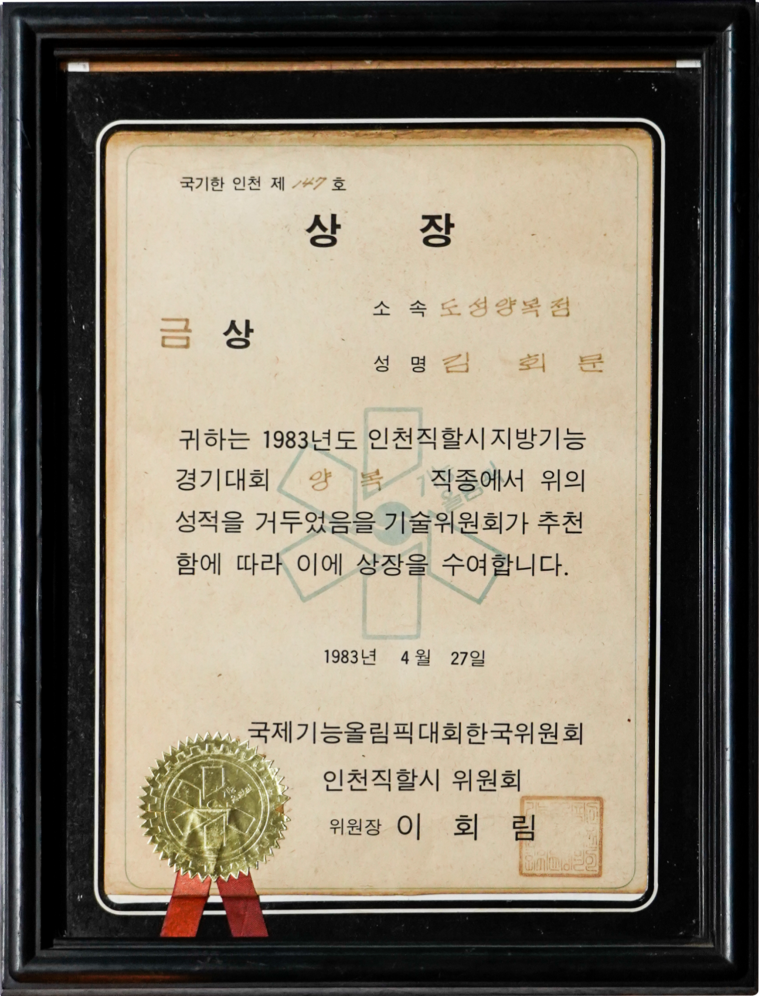 국기한 인천 제 147 호
상 장
금 상
소 속 도성양복점
성 명 김 회 문
귀하는 1983년도 인천직할시지방기능
경기대회 양 복 직종에서 위의
성적을 거두었음을 기술위원회가 추천
함에 따라 이에 상장을 수여합니다.
1983년 4월 27일
국제기능올림픽대회한국위원회
인천직할시 위원회
위원장 이 회 림